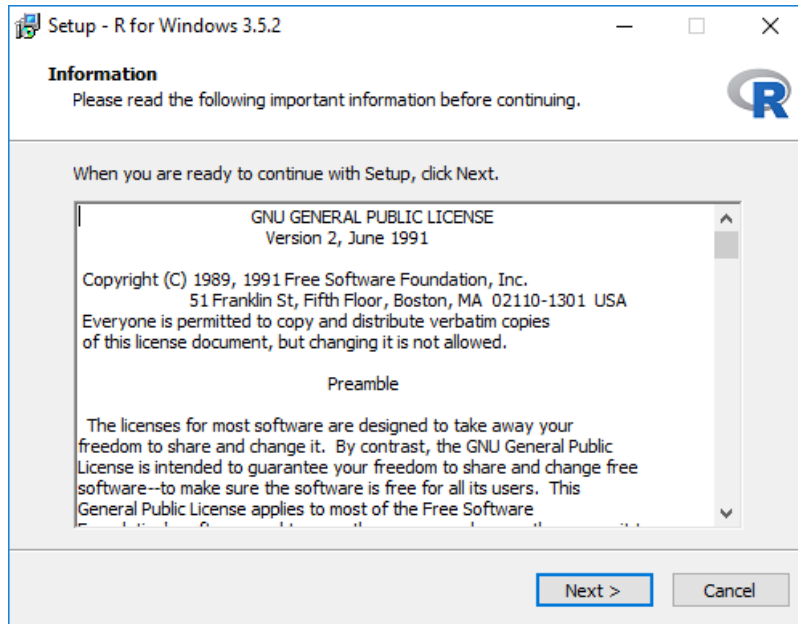 Setup - R for Windows 3.5.2
Information
Please read the following important information before continuing.
R
When you are ready to continue with Setup, click Next.
GNU GENERAL PUBLIC LICENSE
Version 2, June 1991
Copyright (C) 1989, 1991 Free Software Foundation, Inc.
51 Franklin St, Fifth Floor, Boston, MA 02110-1301 USA
Everyone is permitted to copy and distribute verbatim copies
of this license document, but changing it is not allowed.
Preamble
The licenses for most software are designed to take away your
freedom to share and change it. By contrast, the GNU General Public
License is intended to guarantee your freedom to share and change free
software--to make sure the software is free for all its users. This
General Public License applies to most of the Free Software
Next >
Cancel